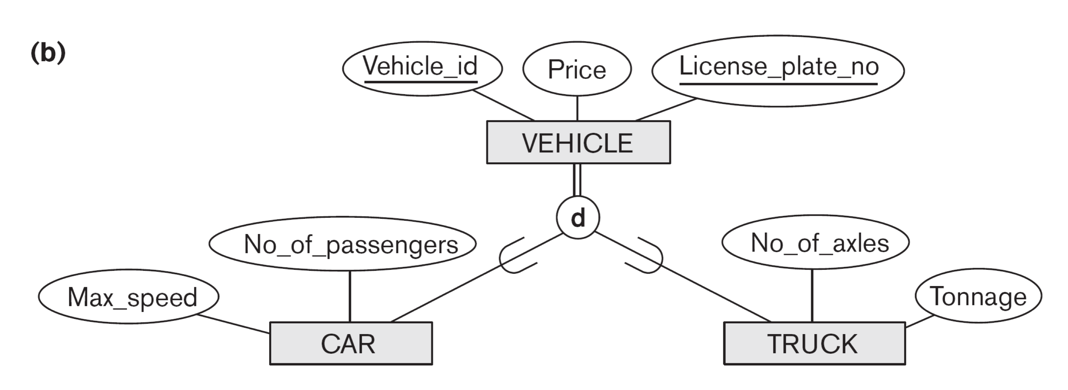 (b)
Vehicle_id
Price
License_plate_no
VEHICLE
d
No_of_passengers
No_of_axles
Max_speed
Tonnage
CAR
TRUCK